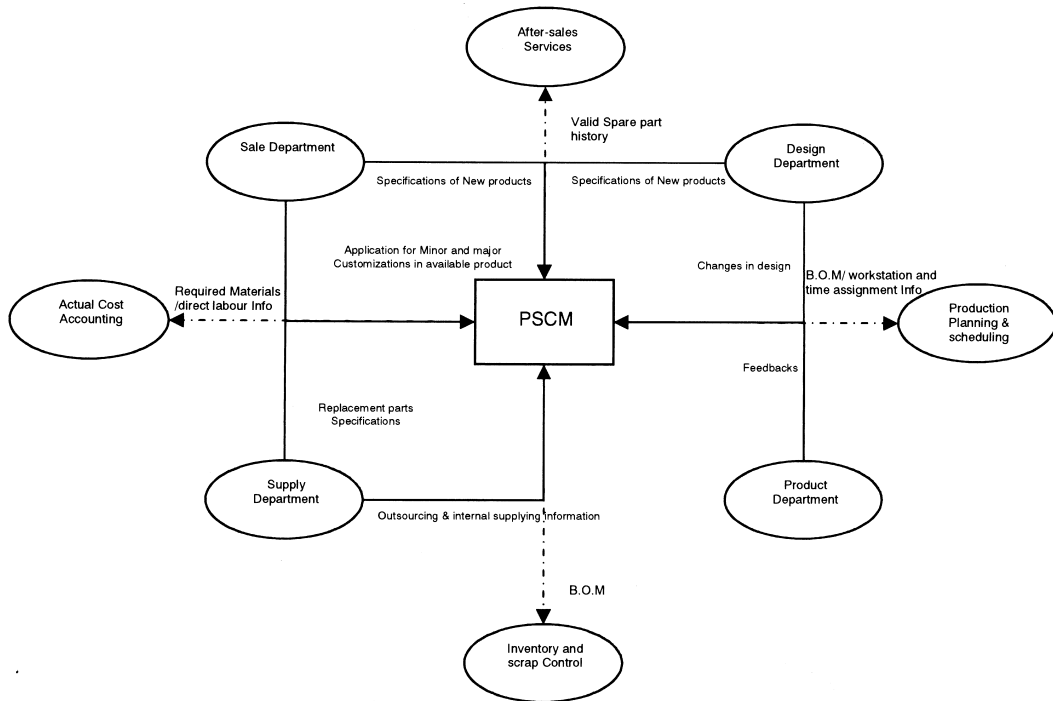 After-sales
Services
Valid Spare part
history
Sale Department
Design
Department
Specifications of New products
Specifications of New products
Application for Minor and major
Customizations in available product
Changes in design
B.O.M/ workstation and
time assignment Info
Required Materials
/direct labour Info
Actual Cost
Accounting
PSCM
Production
Planning &
scheduling
Feedbacks
Replacement parts
Specifications
Supply
Department
Product
Department
Outsourcing & internal supplying information
B.O.M
Inventory and
scrap Control